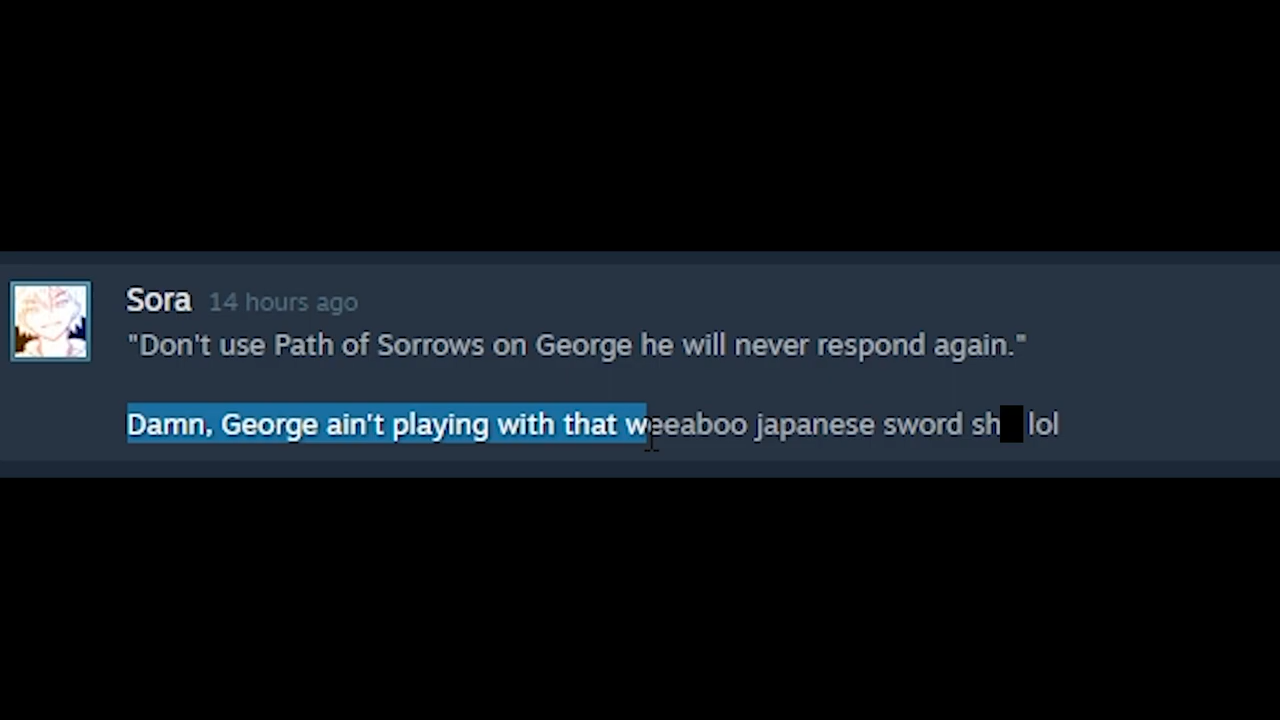 Sora 14 hours ago
"Don't use Path of Sorrows on George he will never respond again."
Damn, George ain't playing with that weeaboo japanese sword sh lol